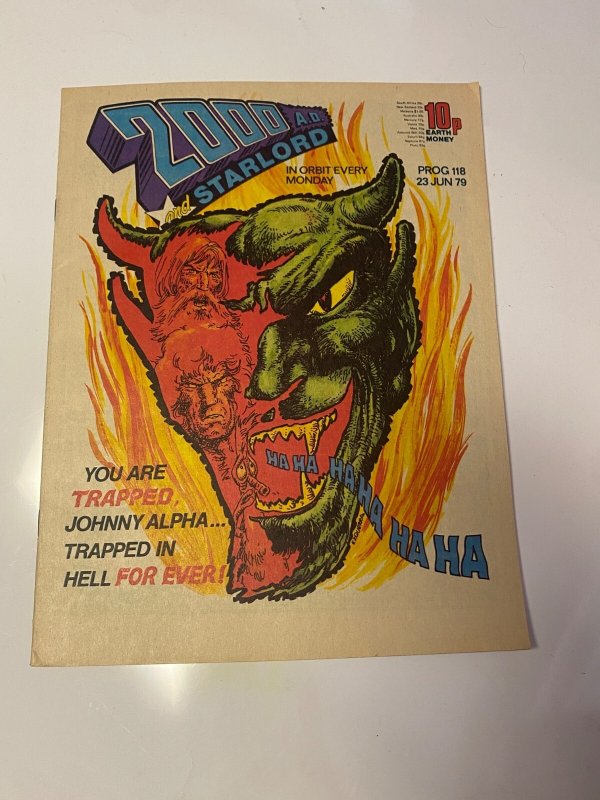 2000 A.D.
and STARLORD
IN ORBIT EVERY
MONDAY
10p
EARTH
MONEY
PROG 118
23 JUN 79
HA HA HA HA HA HA HA
YOU ARE
TRAPPED,
JOHNNY ALPHA...
TRAPPED IN
HELL FOR EVER!